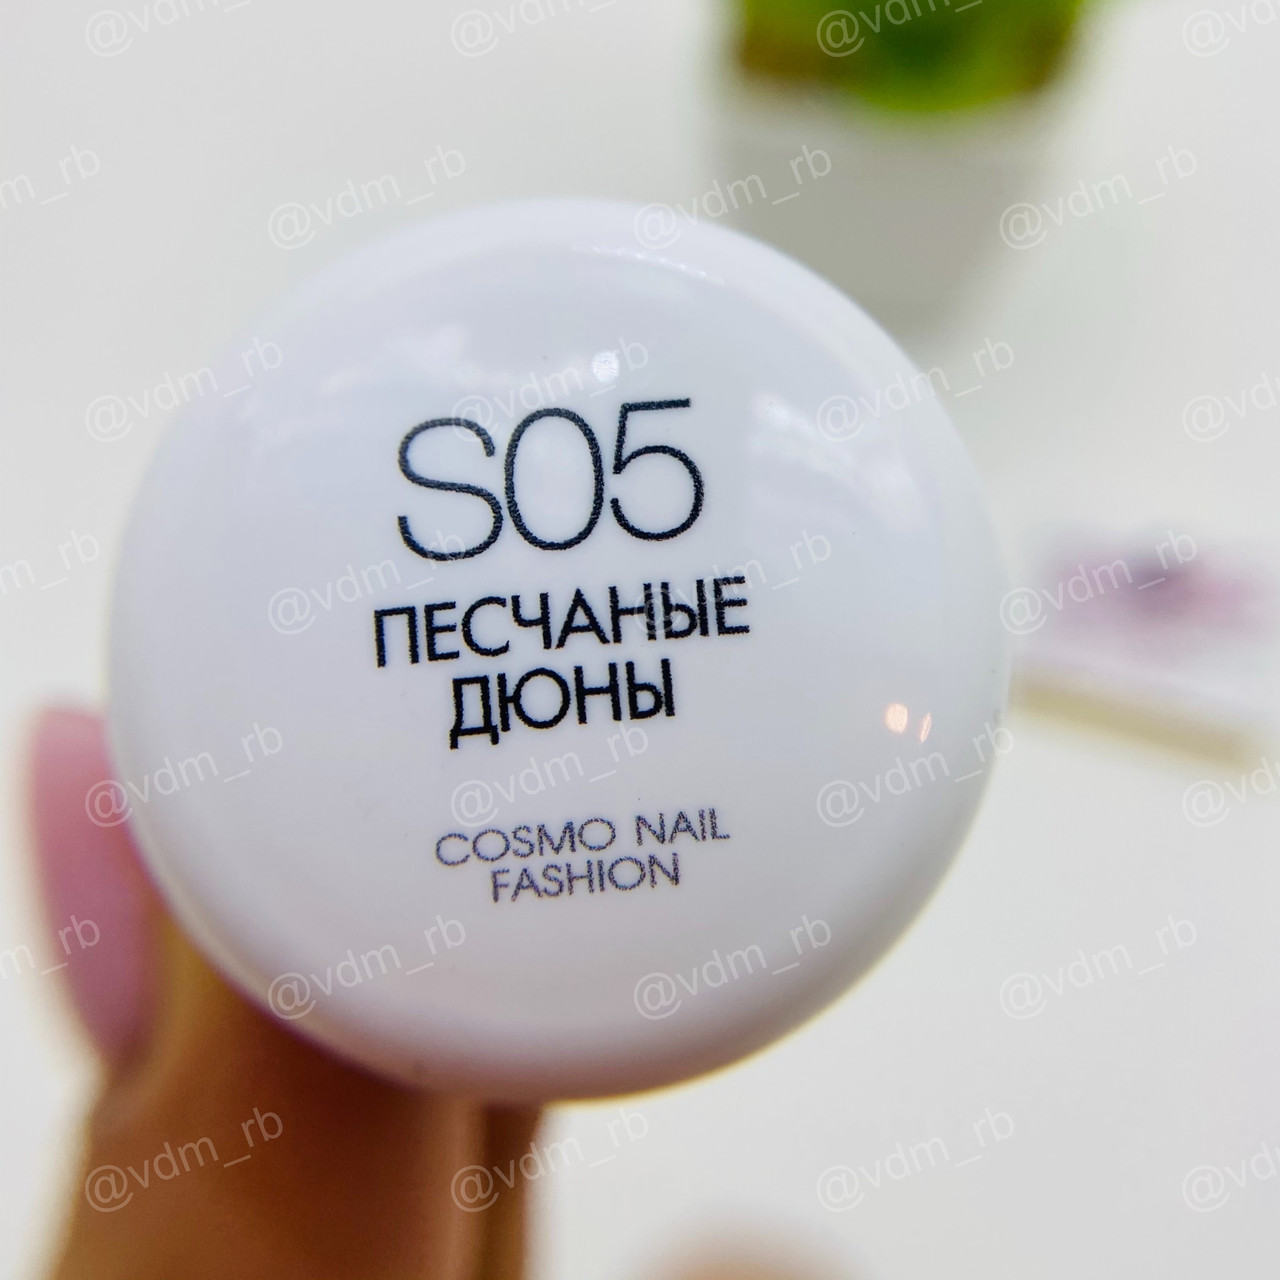 S05
ПЕСЧАНЫЕ
ДЮНЫ
COSMO NAIL
FASHION
@vdm_rb